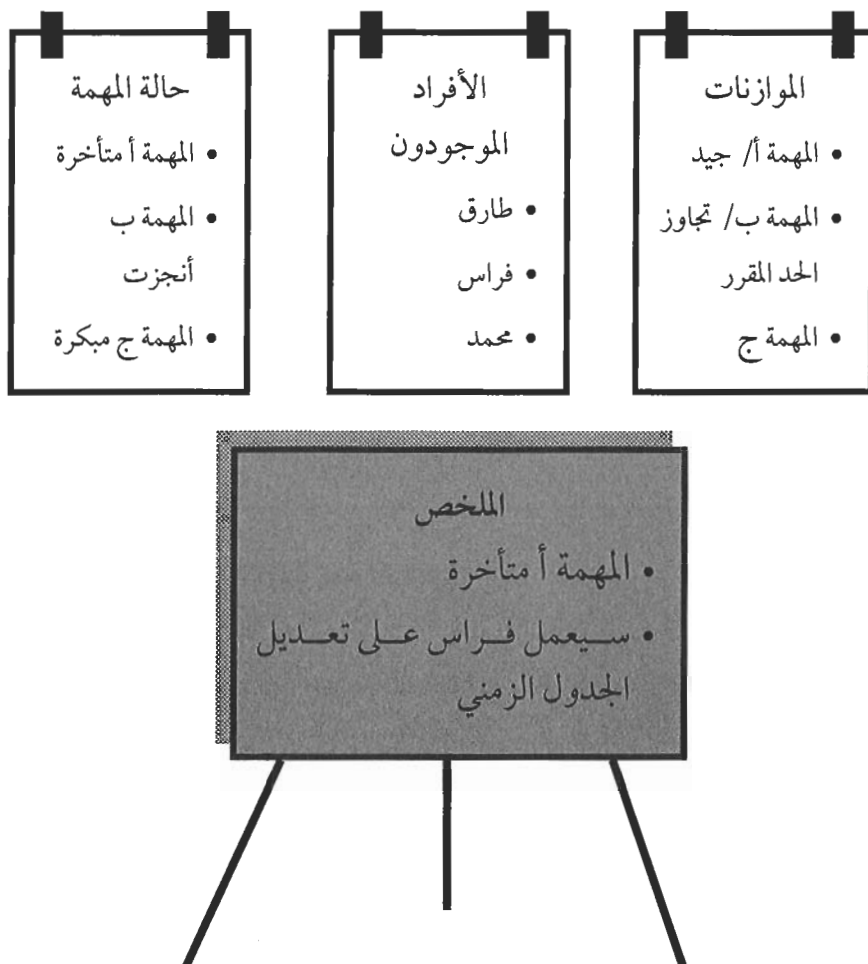 الموازنات
• المهمة أ/ جيد
• المهمة ب/ تجاوز
الحد المقرر
• المهمة ج
الأفراد
الموجودون
• طارق
• فراس
• محمد
حالة المهمة
• المهمة أ متأخرة
• المهمة ب
أنجزت
• المهمة ج مبكرة
الملخص
• المهمة أ متأخرة
• سيعمل فراس على تعديل
الجدول الزمني